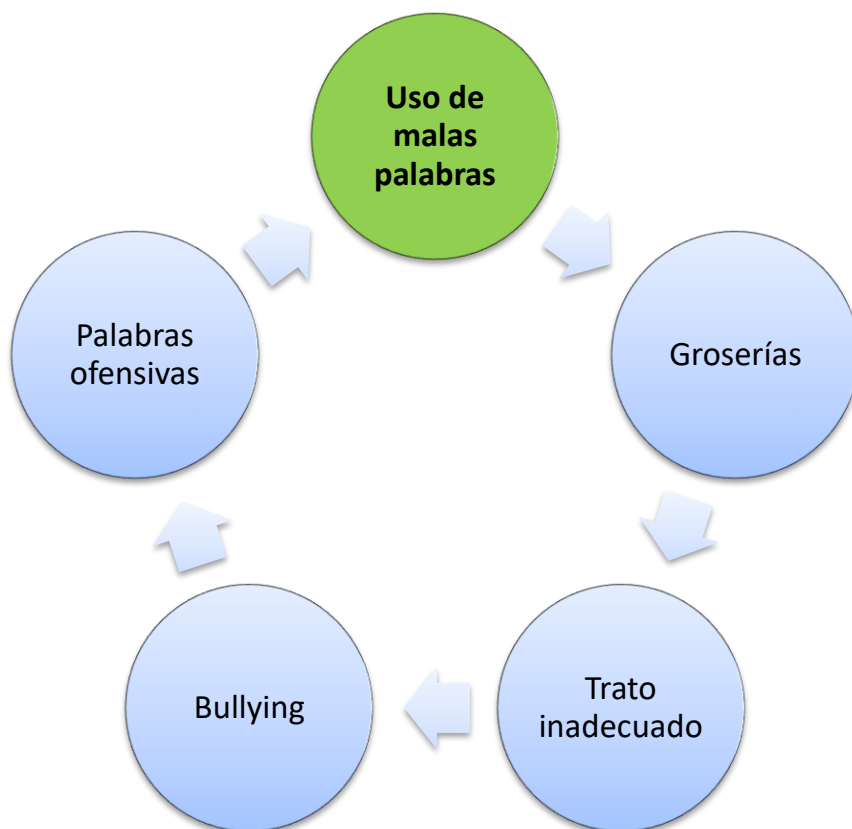 Uso de
malas
palabras
Groserías
Trato
inadecuado
Bullying
Palabras
ofensivas